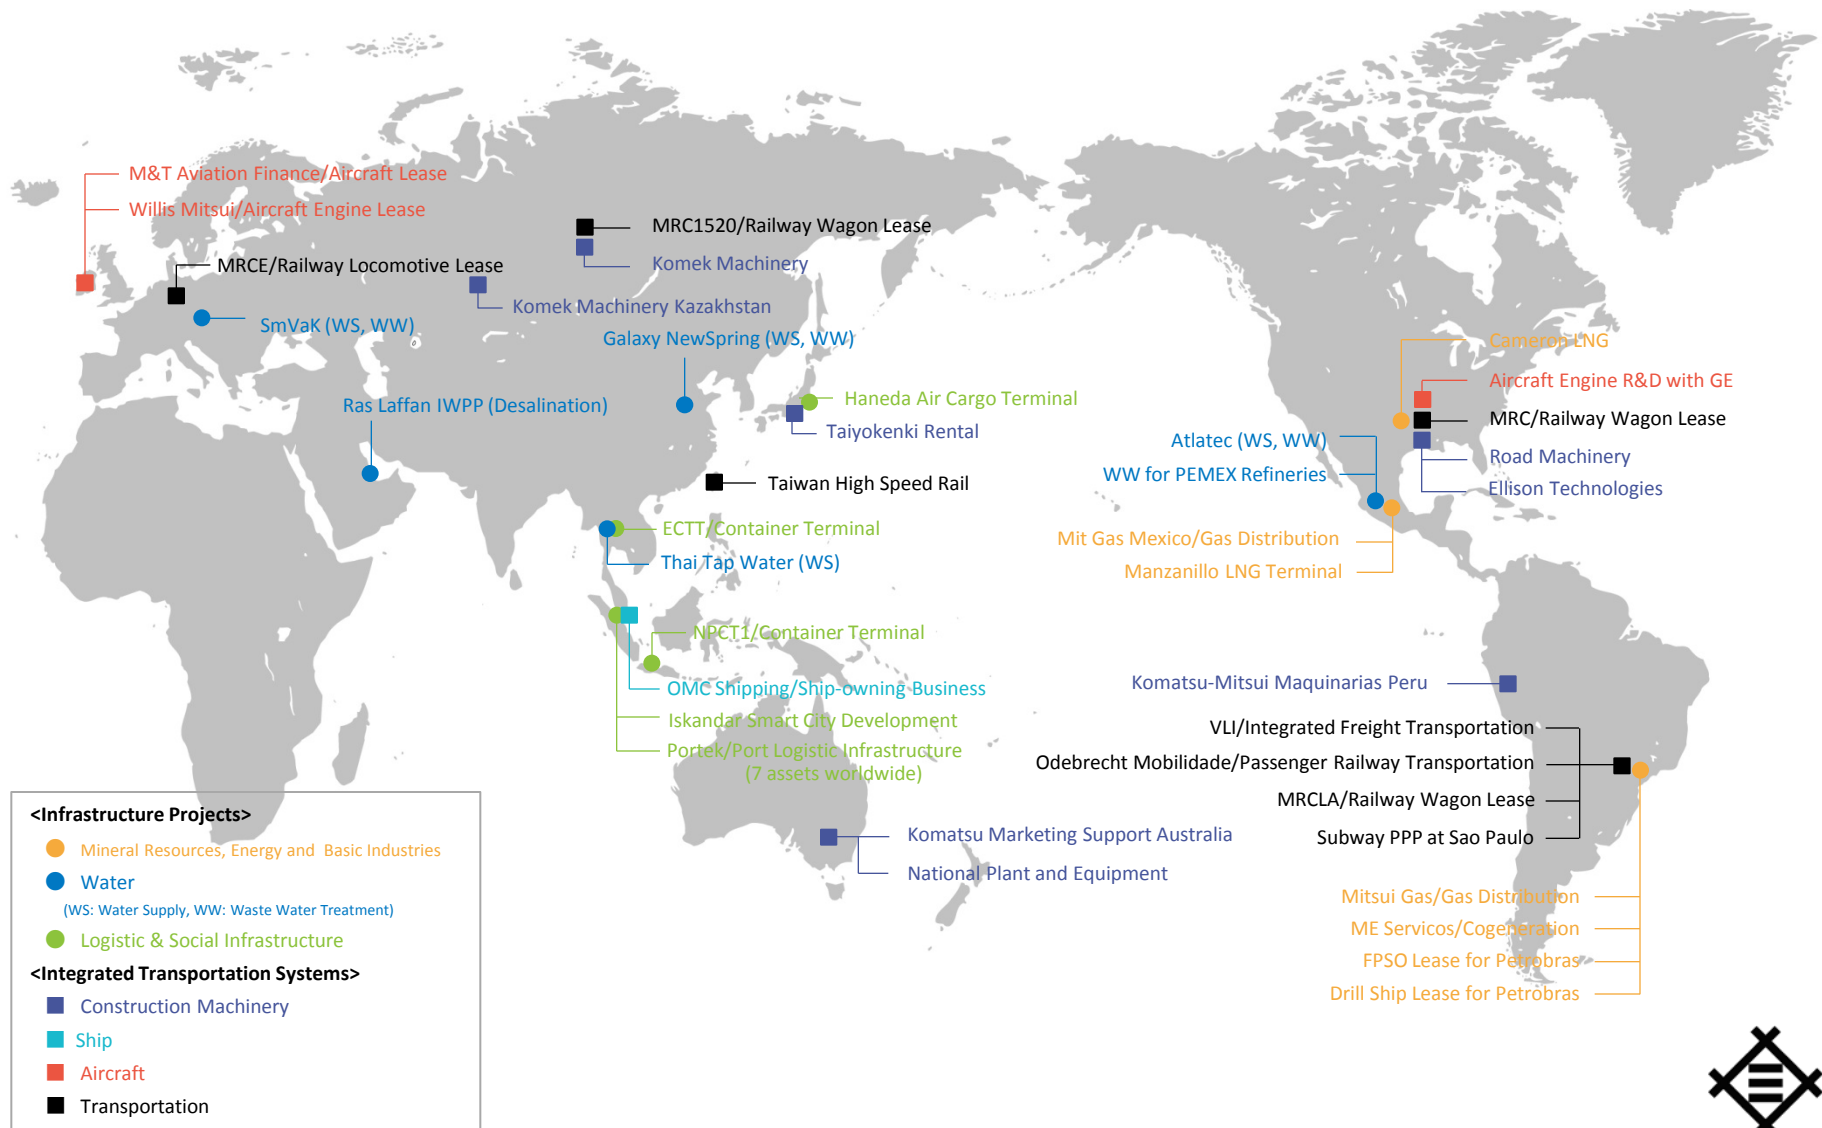 M&T Aviation Finance/Aircraft Lease
Willis Mitsui/Aircraft Engine Lease
MRC1520/Railway Wagon Lease
MRCE/Railway Locomotive Lease
Komek Machinery
Komek Machinery Kazakhstan
SmVaK (WS, WW)
Galaxy NewSpring (WS, WW)
Cameron LNG
Aircraft Engine R&D with GE
Ras Laffan IWPP (Desalination)
Haneda Air Cargo Terminal
MRC/Railway Wagon Lease
Taiyokenki Rental
Atlatec (WS, WW)
Road Machinery
WW for PEMEX Refineries
Taiwan High Speed Rail
Ellison Technologies
ECTT/Container Terminal
Mit Gas Mexico/Gas Distribution
Thai Tap Water (WS)
Manzanillo LNG Terminal
NPCT1/Container Terminal
OMC Shipping/Ship-owning Business
Komatsu-Mitsui Maquinarias Peru
Iskandar Smart City Development
VLI/Integrated Freight Transportation
Portek/Port Logistic Infrastructure
(7 assets worldwide)
Odebrecht Mobilidade/Passenger Railway Transportation
MRCLA/Railway Wagon Lease
Komatsu Marketing Support Australia
Subway PPP at Sao Paulo
National Plant and Equipment
Mitsui Gas/Gas Distribution
ME Servicos/Cogeneration
FPSO Lease for Petrobras
Drill Ship Lease for Petrobras
<Infrastructure Projects>
Mineral Resources, Energy and Basic Industries
Water
(WS: Water Supply, WW: Waste Water Treatment)
Logistic & Social Infrastructure
<Integrated Transportation Systems>
Construction Machinery
Ship
Aircraft
Transportation